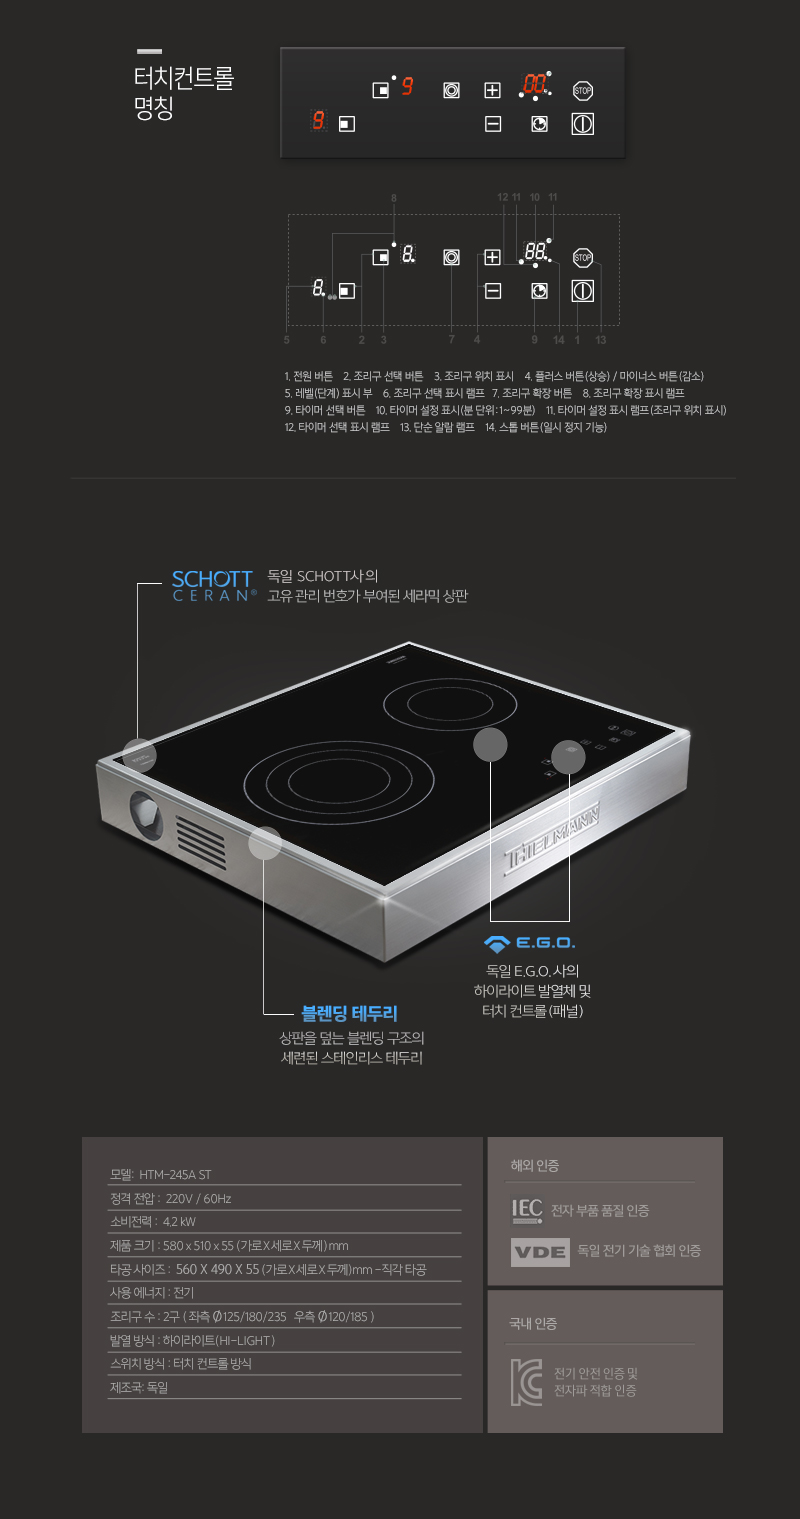 터치컨트롤
명칭
9
00
STOP
8
8
12 11 10 11
8.
88
STOP
8.
5 6 2 3 7 4 9 14 1 13
1. 전원 버튼 2. 조리구 선택 버튼 3. 조리구 위치 표시 4. 플러스 버튼(상승) / 마이너스 버튼(감소)
5. 레벨(단계) 표시 부 6. 조리구 선택 표시 램프 7. 조리구 확장 버튼 8. 조리구 확장 표시 램프
9. 타이머 선택 버튼 10. 타이머 설정 표시(분 단위:1~99분) 11. 타이머 설정 표시 램프(조리구 위치 표시)
12. 타이머 선택 표시 램프 13. 단순 알람 램프 14. 스톱 버튼(일시 정지 기능)
SCHOTT
CERAN®
독일 SCHOTT사의
고유 관리 번호가 부여된 세라믹 상판
THIELMANN
E.G.O.
독일 E.G.O.사의
하이라이트 발열체 및
터치 컨트롤(패널)
블렌딩 테두리
상판을 덮는 블렌딩 구조의
세련된 스테인리스 테두리
모델: HTM-245A ST
정격 전압 : 220V / 60Hz
소비전력 : 4.2 kW
제품 크기 : 580 x 510 x 55 (가로X세로X두께)mm
타공 사이즈 : 560 X 490 X 55 (가로X세로X두께)mm -직각 타공
사용 에너지 : 전기
조리구 수 : 2구 ( 좌측 Ø125/180/235 우측 Ø120/185 )
발열 방식 : 하이라이트(HI-LIGHT)
스위치 방식 : 터치 컨트롤 방식
제조국: 독일
해외 인증
IEC 전자 부품 품질 인증
VDE 독일 전기 기술 협회 인증
국내 인증
전기 안전 인증 및
전자파 적합 인증